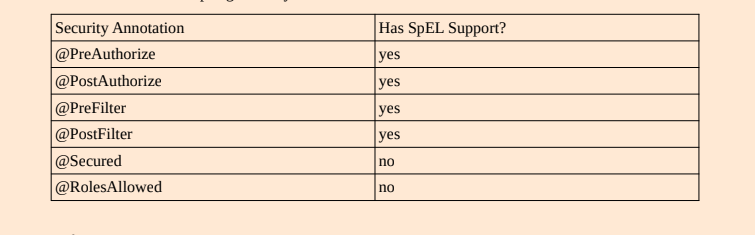 Security Annotation Has SpEL Support?
@PreAuthorize yes
@PostAuthorize yes
@PreFilter yes
@PostFilter yes
@Secured no
@RolesAllowed no